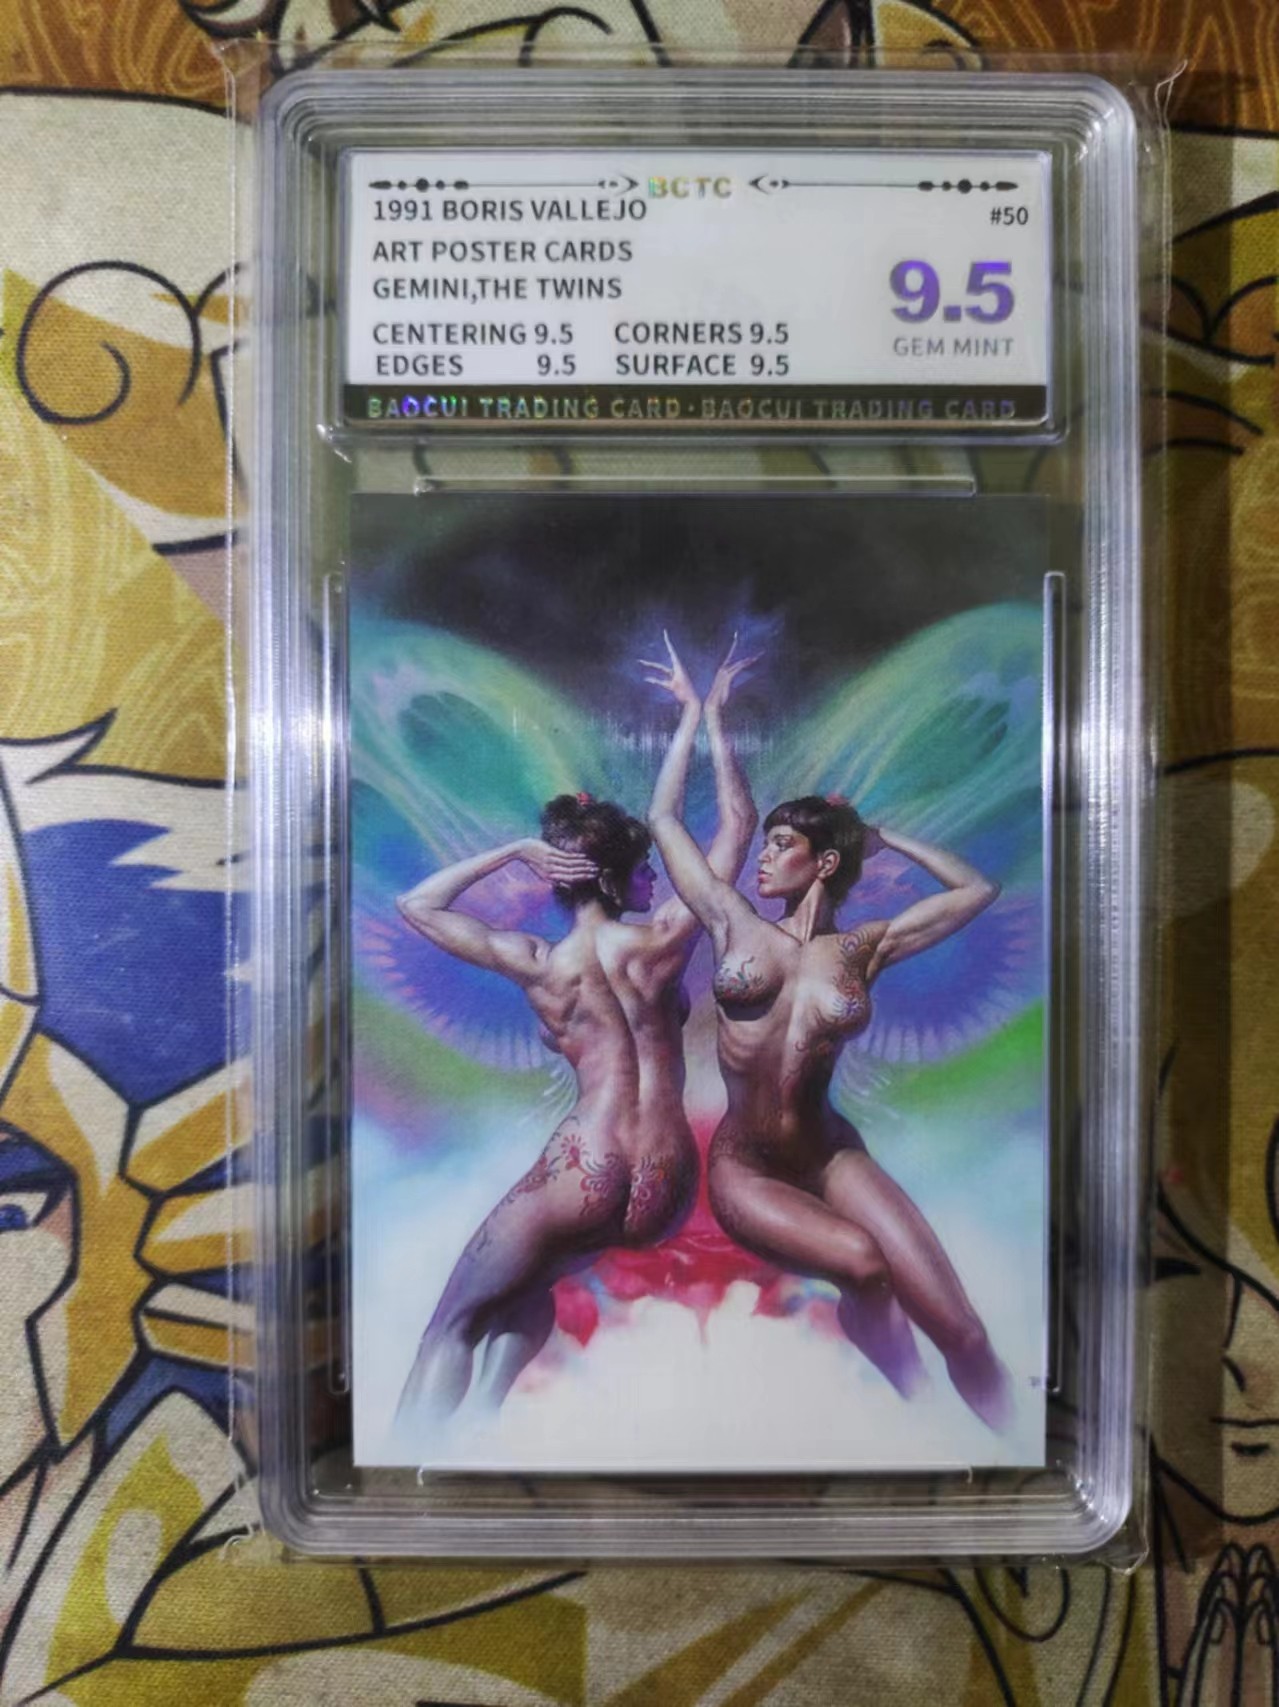 BCTC
1991 BORIS VALLEJO
#50
ART POSTER CARDS
GEMINI,THE TWINS
9.5
GEM MINT
CENTERING 9.5 CORNERS 9.5
EDGES 9.5 SURFACE 9.5
BAOCUI TRADING CARD·BAOCUI TRADING CARD